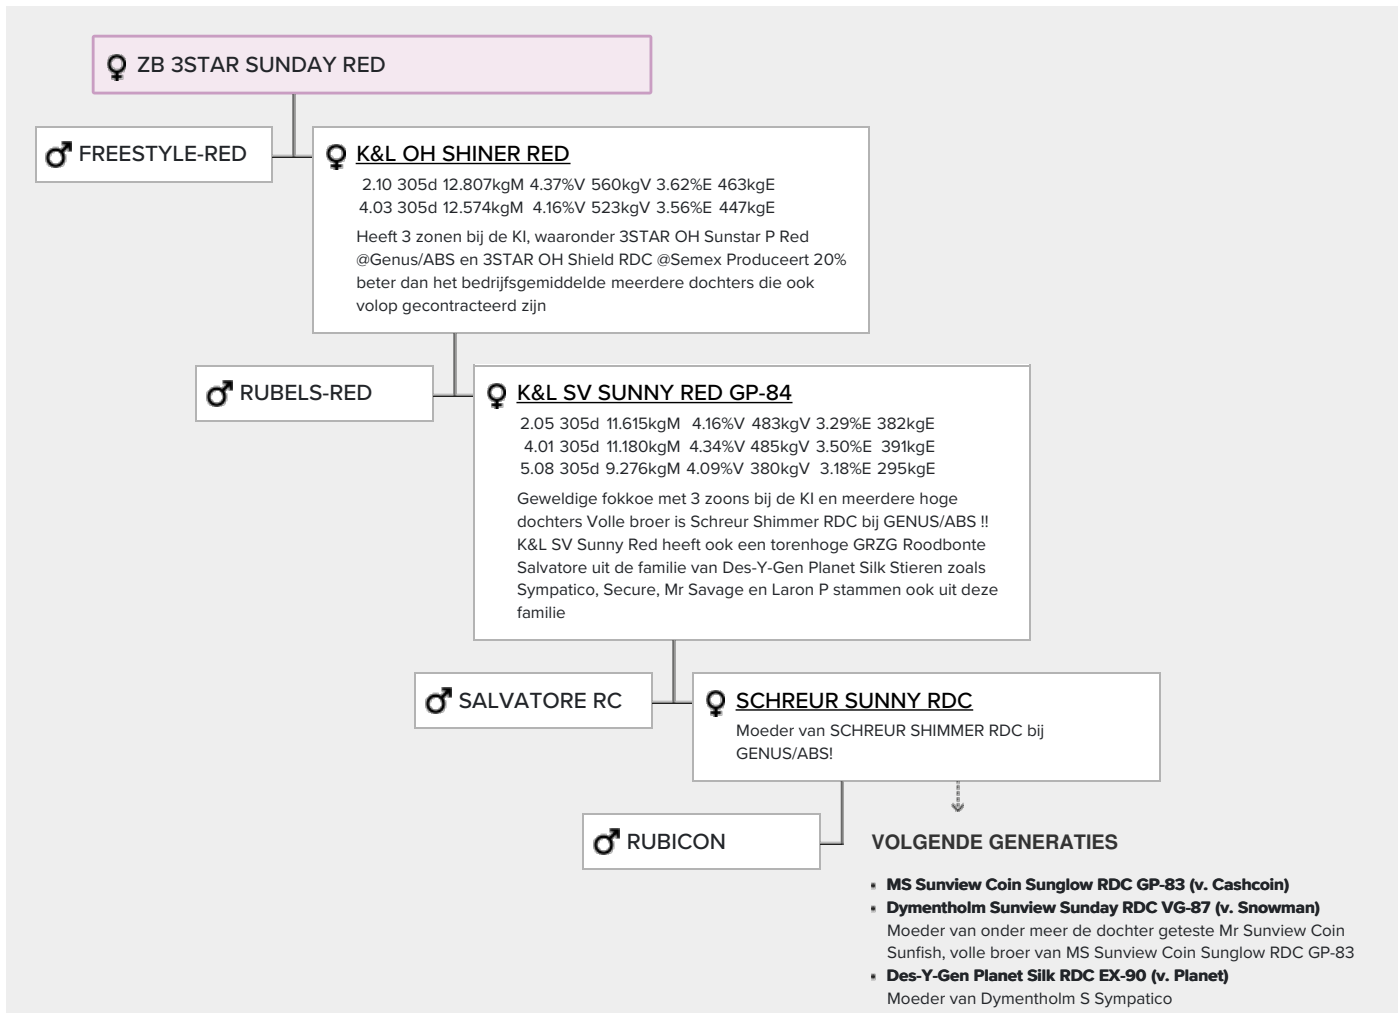 ZB 3STAR SUNDAY RED
FREESTYLE-RED
K&L OH SHINER RED
2.10 305d 12.807kgM 4.37%V 560kgV 3.62%E 463kgE
4.03 305d 12.574kgM 4.16%V 523kgV 3.56%E 447kgE
Heeft 3 zonen bij de KI, waaronder 3STAR OH Sunstar P Red
@Genus/ABS en 3STAR OH Shield RDC @Semex Produceert 20%
beter dan het bedrijfsgemiddelde meerdere dochters die ook
volop gecontracteerd zijn
RUBELS-RED
K&L SV SUNNY RED GP-84
2.05 305d 11.615kgM 4.16%V 483kgV 3.29%E 382kgE
4.01 305d 11.180kgM 4.34%V 485kgV 3.50%E 391kgE
5.08 305d 9.276kgM 4.09%V 380kgV 3.18%E 295kgE
Geweldige fokkoe met 3 zoons bij de KI en meerdere hoge
dochters Volle broer is Schreur Shimmer RDC bij GENUS/ABS !!
K&L SV Sunny Red heeft ook een torenhoge GRZG Roodbonte
Salvatore uit de familie van Des-Y-Gen Planet Silk Stieren zoals
Sympatico, Secure, Mr Savage en Laron P stammen ook uit deze
familie
SALVATORE RC
SCHREUR SUNNY RDC
Moeder van SCHREUR SHIMMER RDC bij
GENUS/ABS!
RUBICON
VOLGENDE GENERATIES
MS Sunview Coin Sunglow RDC GP-83 (v. Cashcoin)
Dymentholm Sunview Sunday RDC VG-87 (v. Snowman)
Moeder van onder meer de dochter geteste Mr Sunview Coin
Sunfish, volle broer van MS Sunview Coin Sunglow RDC GP-83
Des-Y-Gen Planet Silk RDC EX-90 (v. Planet)
Moeder van Dymentholm S Sympatico